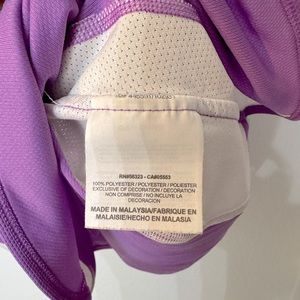 RN#56323 - CA#05553
100% POLYESTER / POLYESTER / POLIESTER
EXCLUSIVE OF DECORATION / DECORATION
NON COMPRISE / NO INCLUYE LA
DECORACION
MADE IN MALAYSIA/FABRIQUE EN
MALAISIE/HECHO EN MALASIA